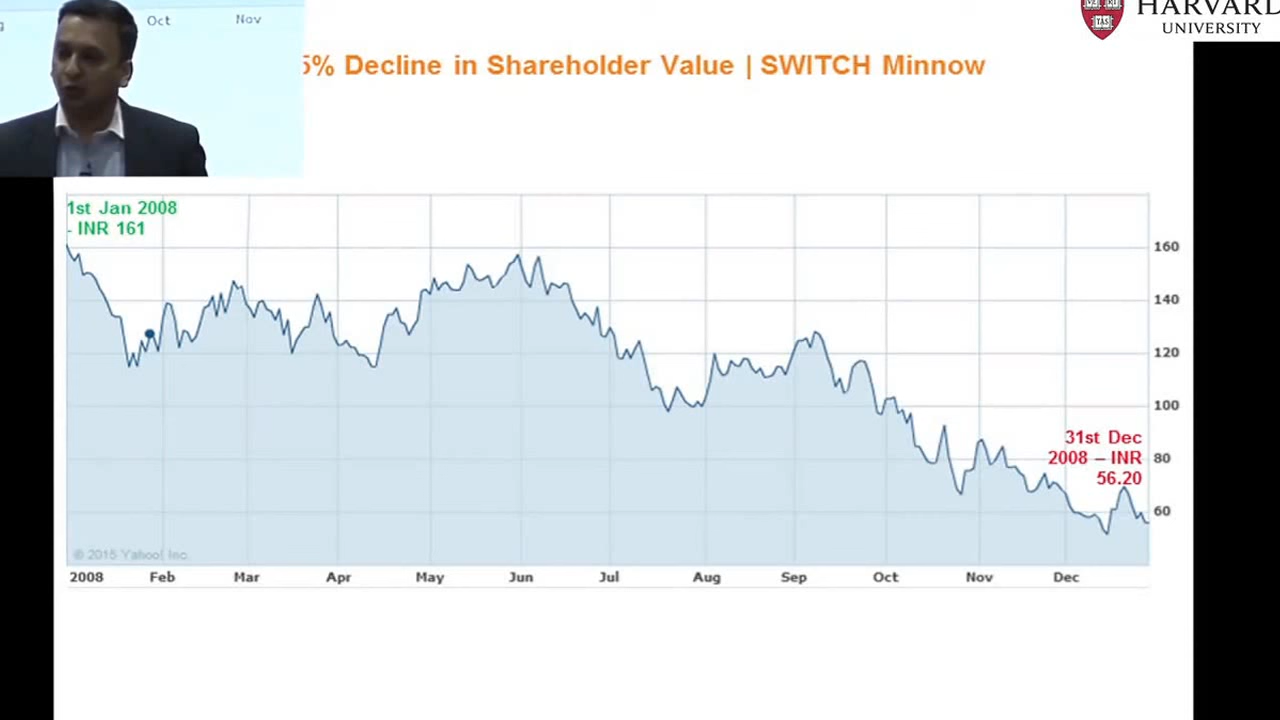 Oct Nov
HARVARD
UNIVERSITY
5% Decline in Shareholder Value | SWITCH Minnow
1st Jan 2008
- INR 161
160
140
120
100
31st Dec
2008 – INR
56.20
80
60
© 2015 Yahoo! Inc.
2008 Feb Mar Apr May Jun Jul Aug Sep Oct Nov Dec